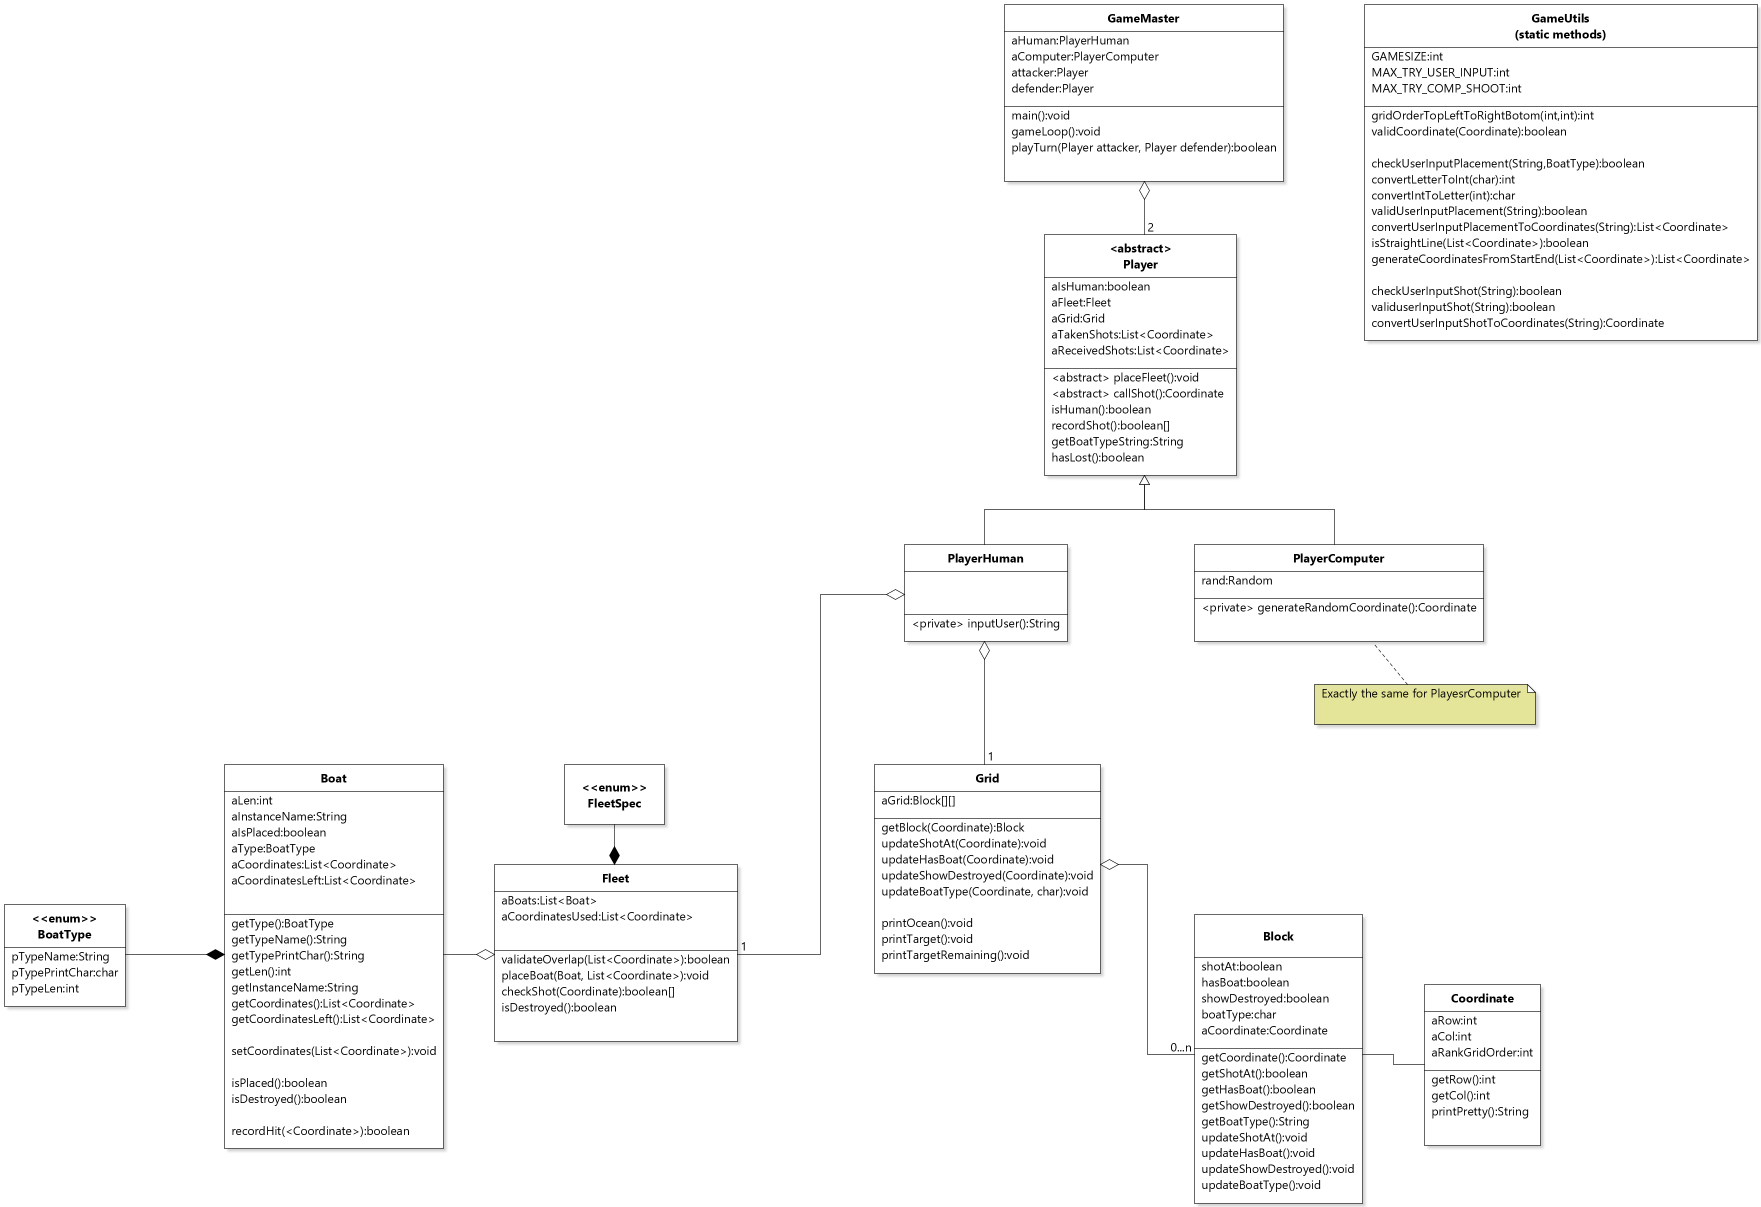 GameMaster
aHuman:PlayerHuman
aComputer:PlayerComputer
attacker:Player
defender:Player
main():void
gameLoop():void
playTurn(Player attacker, Player defender):boolean
GameUtils
(static methods)
GAMESIZE:int
MAX_TRY_USER_INPUT:int
MAX_TRY_COMP_SHOOT:int
gridOrderTopLeftToRightBotom(int,int):int
validCoordinate(Coordinate):boolean
checkUserInputPlacement(String,BoatType):boolean
convertLetterToInt(char):int
convertIntToLetter(int):char
validUserInputPlacement(String):boolean
convertUserInputPlacementToCoordinates(String):List<Coordinate>
isStraightLine(List<Coordinate>):boolean
generateCoordinatesFromStartEnd(List<Coordinate>):List<Coordinate>
checkUserInputShot(String):boolean
validuserInputShot(String):boolean
convertUserInputShotToCoordinates(String):Coordinate
2
<abstract>
Player
aIsHuman:boolean
aFleet:Fleet
aGrid:Grid
aTakenShots:List<Coordinate>
aReceivedShots:List<Coordinate>
<abstract> placeFleet():void
<abstract> callShot():Coordinate
isHuman():boolean
recordShot():boolean[]
getBoatTypeString:String
hasLost():boolean
PlayerHuman
<private> inputUser():String
PlayerComputer
rand:Random
<private> generateRandomCoordinate():Coordinate
Exactly the same for PlayesrComputer
<<enum>>
BoatType
pTypeName:String
pTypePrintChar:char
pTypeLen:int
Boat
aLen:int
aInstanceName:String
aIsPlaced:boolean
aType:BoatType
aCoordinates:List<Coordinate>
aCoordinatesLeft:List<Coordinate>
getType():BoatType
getTypeName():String
getTypePrintChar():String
getLen():int
getInstanceName:String
getCoordinates():List<Coordinate>
getCoordinatesLeft():List<Coordinate>
setCoordinates(List<Coordinate>):void
isPlaced():boolean
isDestroyed():boolean
recordHit(<Coordinate>):boolean
<<enum>>
FleetSpec
Fleet
aBoats:List<Boat>
aCoordinatesUsed:List<Coordinate>
validateOverlap(List<Coordinate>):boolean
placeBoat(Boat, List<Coordinate>):void
checkShot(Coordinate):boolean[]
isDestroyed():boolean
1
1
Grid
aGrid:Block[][]
getBlock(Coordinate):Block
updateShotAt(Coordinate):void
updateHasBoat(Coordinate):void
updateShowDestroyed(Coordinate):void
updateBoatType(Coordinate, char):void
printOcean():void
printTarget():void
printTargetRemaining():void
0...n
Block
shotAt:boolean
hasBoat:boolean
showDestroyed:boolean
boatType:char
aCoordinate:Coordinate
getCoordinate():Coordinate
getShotAt():boolean
getHasBoat():boolean
getShowDestroyed():boolean
getBoatType():String
updateShotAt():void
updateHasBoat():void
updateShowDestroyed():void
updateBoatType():void
Coordinate
aRow:int
aCol:int
aRankGridOrder:int
getRow():int
getCol():int
printPretty():String